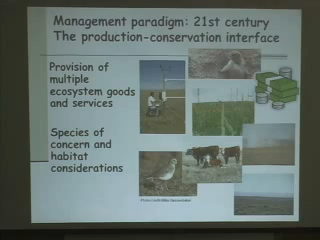 Management paradigm: 21st century
The production-conservation interface
Provision of
multiple
ecosystem goods
and services
Species of
concern and
habitat
considerations